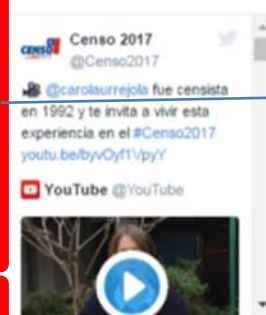 CENSO
Censo 2017
@Censo2017
@carolaurrejola fue censista
en 1992 y te invita a vivir esta
experiencia en el #Censo2017
youtu.be/byvOyf1VpyY
YouTube @YouTube